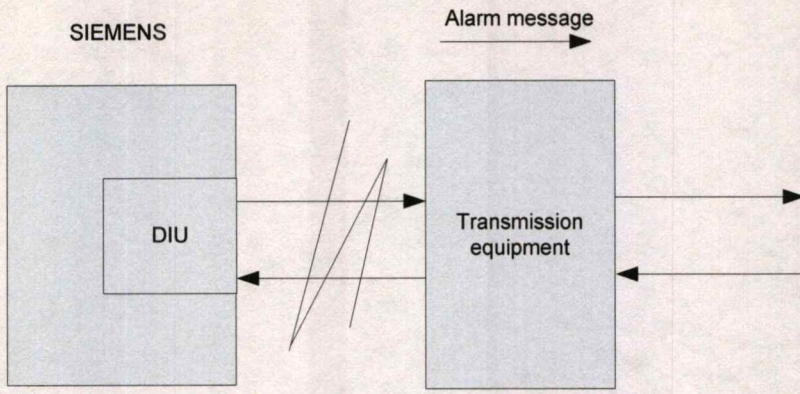 SIEMENS
Alarm message
DIU
Transmission
equipment